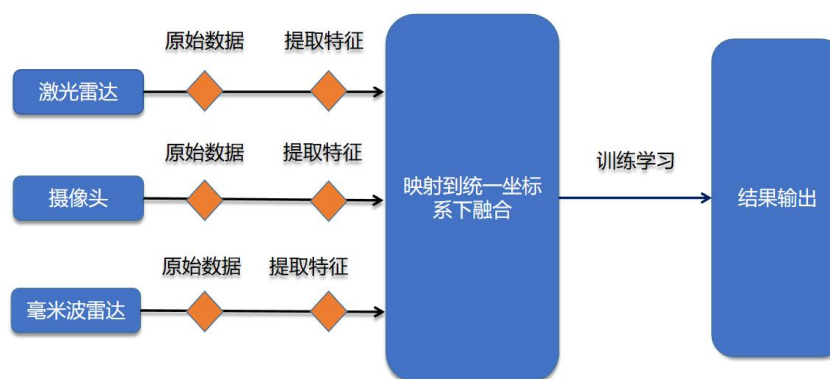 原始数据
提取特征
激光雷达
原始数据
提取特征
摄像头
原始数据
提取特征
毫米波雷达
映射到统一坐标
系下融合
训练学习
结果输出